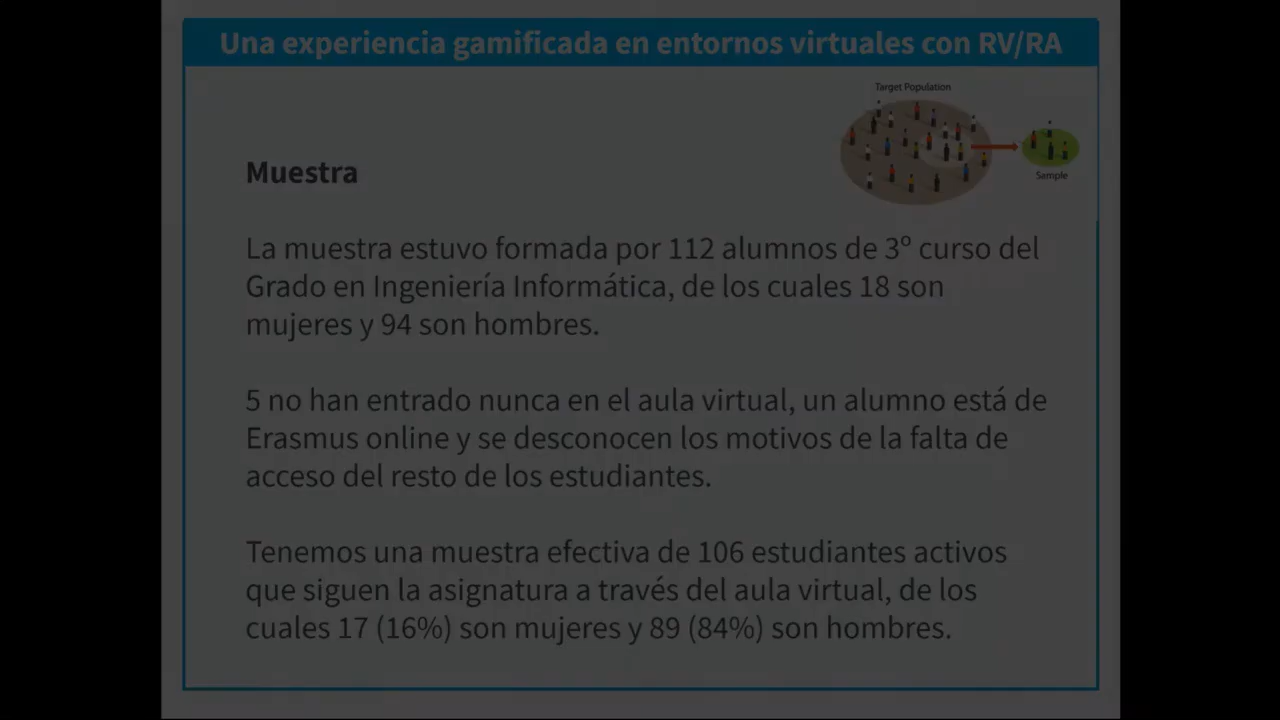 Una experiencia gamificada en entornos virtuales con RV/RA
Target Population
Sample
Muestra
La muestra estuvo formada por 112 alumnos de 3º curso del
Grado en Ingeniería Informática, de los cuales 18 son
mujeres y 94 son hombres.
5 no han entrado nunca en el aula virtual, un alumno está de
Erasmus online y se desconocen los motivos de la falta de
acceso del resto de los estudiantes.
Tenemos una muestra efectiva de 106 estudiantes activos
que siguen la asignatura a través del aula virtual, de los
cuales 17 (16%) son mujeres y 89 (84%) son hombres.